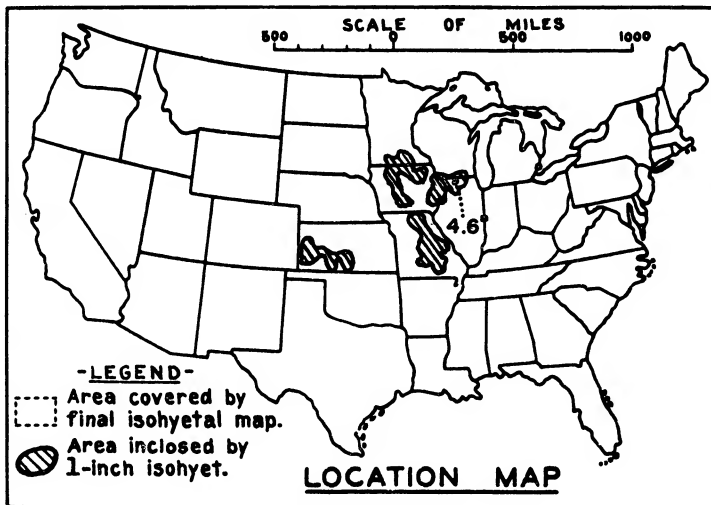 SCALE OF MILES
500 0 500 1000
4.6
-LEGEND-
Area covered by
final isohyetal map.
Area inclosed by
1-inch isohyet.
LOCATION MAP